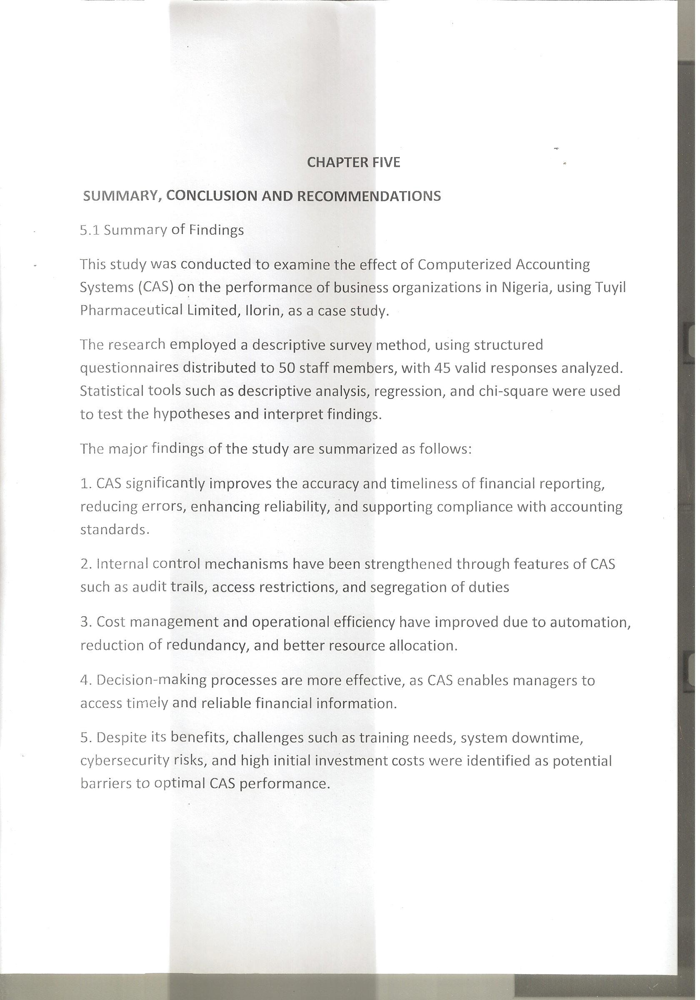 CHAPTER FIVE
SUMMARY, CONCLUSION AND RECOMMENDATIONS
5.1 Summary of Findings
This study was conducted to examine the effect of Computerized Accounting
Systems (CAS) on the performance of business organizations in Nigeria, using Tuyil
Pharmaceutical Limited, Ilorin, as a case study.
The research employed a descriptive survey method, using structured
questionnaires distributed to 50 staff members, with 45 valid responses analyzed.
Statistical tools such as descriptive analysis, regression, and chi-square were used
to test the hypotheses and interpret findings.
The major findings of the study are summarized as follows:
1. CAS significantly improves the accuracy and timeliness of financial reporting,
reducing errors, enhancing reliability, and supporting compliance with accounting
standards.
2. Internal control mechanisms have been strengthened through features of CAS
such as audit trails, access restrictions, and segregation of duties
3. Cost management and operational efficiency have improved due to automation,
reduction of redundancy, and better resource allocation.
4. Decision-making processes are more effective, as CAS enables managers to
access timely and reliable financial information.
5. Despite its benefits, challenges such as training needs, system downtime,
cybersecurity risks, and high initial investment costs were identified as potential
barriers to optimal CAS performance.